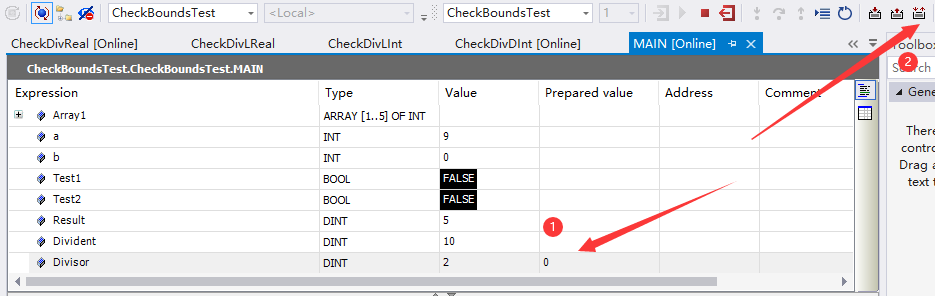 CheckBoundsTest <Local> CheckBoundsTest 1
CheckDivReal [Online] CheckDivLReal CheckDivLInt CheckDivDInt [Online] MAIN [Online] Toolbox
CheckBoundsTest.CheckBoundsTest.MAIN
2
Search
Expression Type Value Prepared value Address Comment
Gene
Array1 ARRAY [1..5] OF INT
a INT 9
There
b INT 0
contro
Test1 BOOL FALSE
Drag a
text t
Test2 BOOL FALSE
Result DINT 5
1
Divident DINT 10
Divisor DINT 2 0